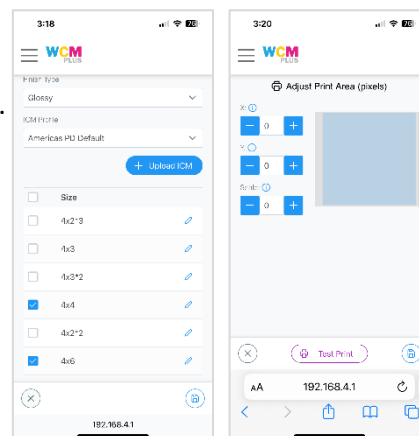 3:18
76
WCM
PLUS
Finish Type
Glossy
ICM Profile
Americas PD Default
+ Upload ICM
Size
4x2*3
4x3
4x3*2
4x4
4x2*2
4x6
192.168.4.1
3:20
76
WCM
PLUS
Adjust Print Area (pixels)
X:
− 0 +
Y:
− 0 +
Scale:
− 0 +
Test Print
AA 192.168.4.1